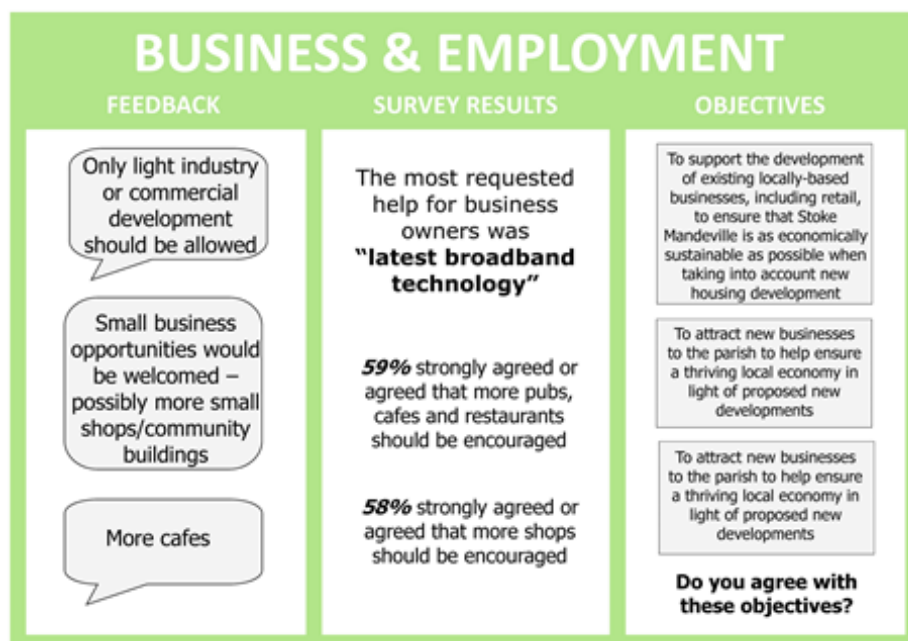 BUSINESS & EMPLOYMENT
FEEDBACK
Only light industry
or commercial
development
should be allowed
Small business
opportunities would
be welcomed –
possibly more small
shops/community
buildings
More cafes
SURVEY RESULTS
The most requested
help for business
owners was
“latest broadband
technology”
59% strongly agreed or
agreed that more pubs,
cafes and restaurants
should be encouraged
58% strongly agreed or
agreed that more shops
should be encouraged
OBJECTIVES
To support the development
of existing locally-based
businesses, including retail,
to ensure that Stoke
Mandeville is as economically
sustainable as possible when
taking into account new
housing development
To attract new businesses
to the parish to help ensure
a thriving local economy in
light of proposed new
developments
To attract new businesses
to the parish to help ensure
a thriving local economy in
light of proposed new
developments
Do you agree with
these objectives?